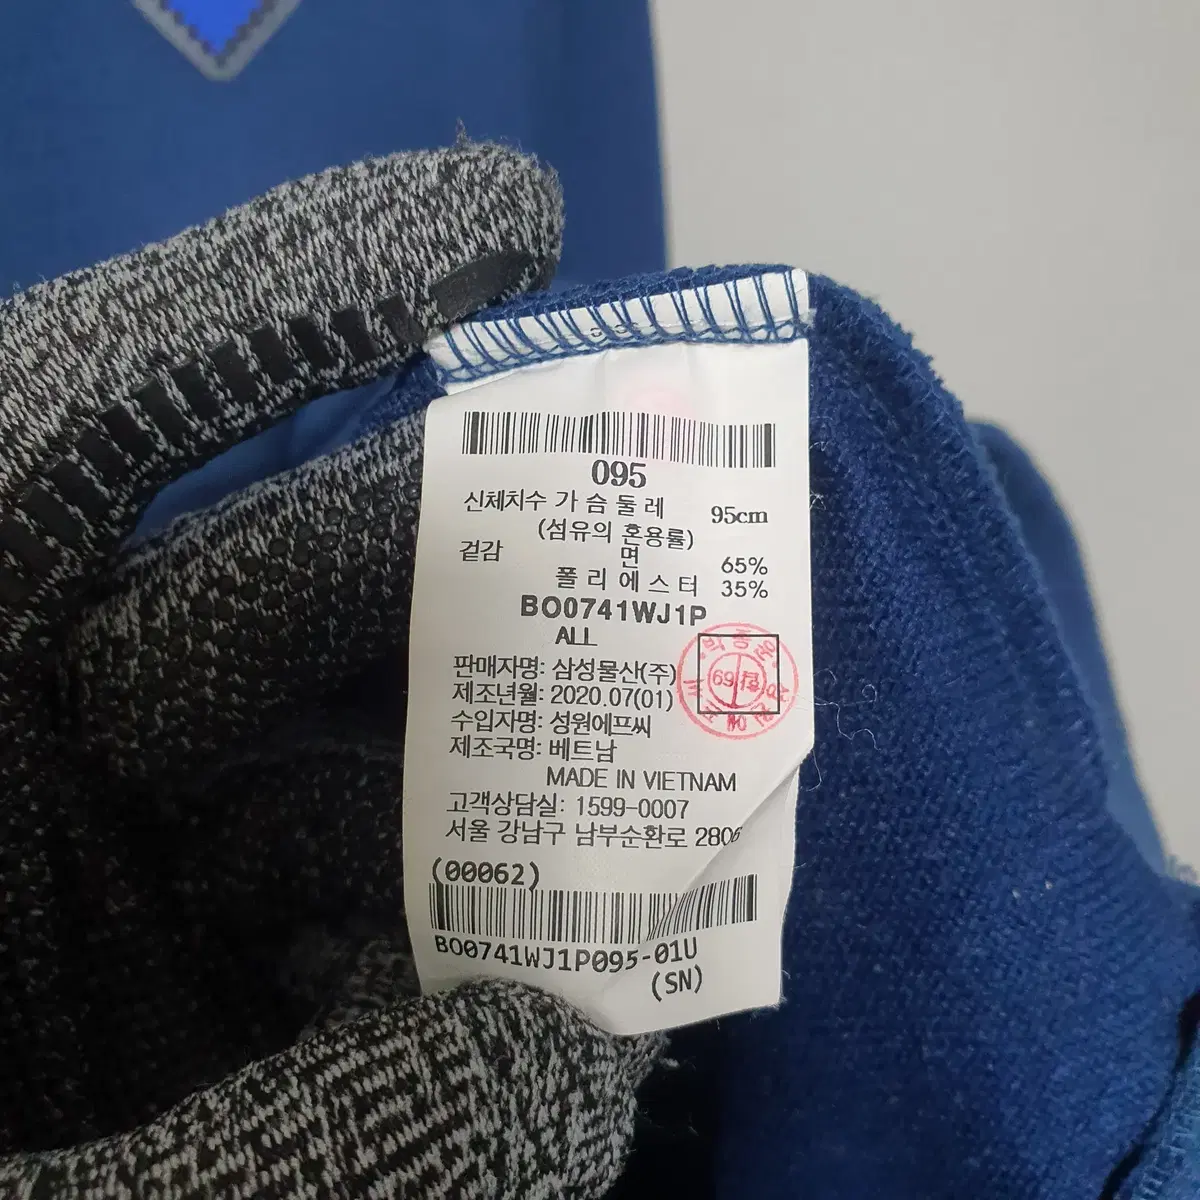 095
신체치수 가 슴 둘 레 95cm
(섬유의 혼용률)
겉감 면 65%
폴 리 에 스 터 35%
BO0741WJ1P
ALL
판매자명: 삼성물산(주)
제조년월: 2020.07(01)
수입자명: 성원에프씨
제조국명: 베트남
MADE IN VIETNAM
고객상담실: 1599-0007
서울 강남구 남부순환로 2806
(00062)
BO0741WJ1P095-01U
(SN)
69